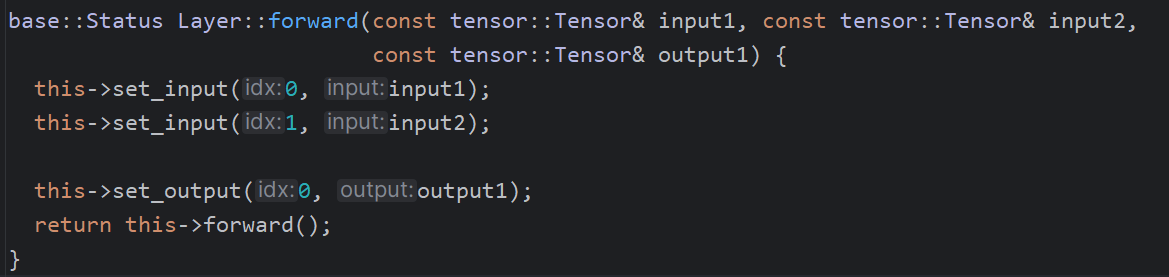 base::Status Layer::forward(const tensor::Tensor& input1, const tensor::Tensor& input2,
                            const tensor::Tensor& output1) {
  this->set_input(idx:0, input:input1);
  this->set_input(idx:1, input:input2);

  this->set_output(idx:0, output:output1);
  return this->forward();
}